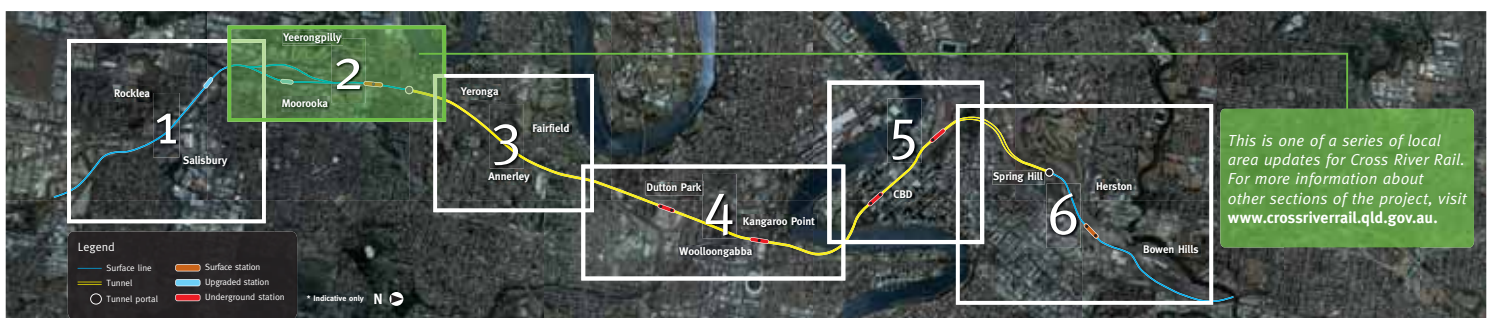 Yeerongpilly
2
Moorooka
Rocklea
1
Salisbury
Yeronga
3
Fairfield
Annerley
Dutton Park
4
Kangaroo Point
Woolloongabba
5
CBD
Spring Hill
6
Herston
Bowen Hills
This is one of a series of local
area updates for Cross River Rail.
For more information about
other sections of the project, visit
www.crossriverrail.qld.gov.au.
Legend
Surface line
Surface station
Tunnel
Upgraded station
Tunnel portal
Underground station
* Indicative only
N